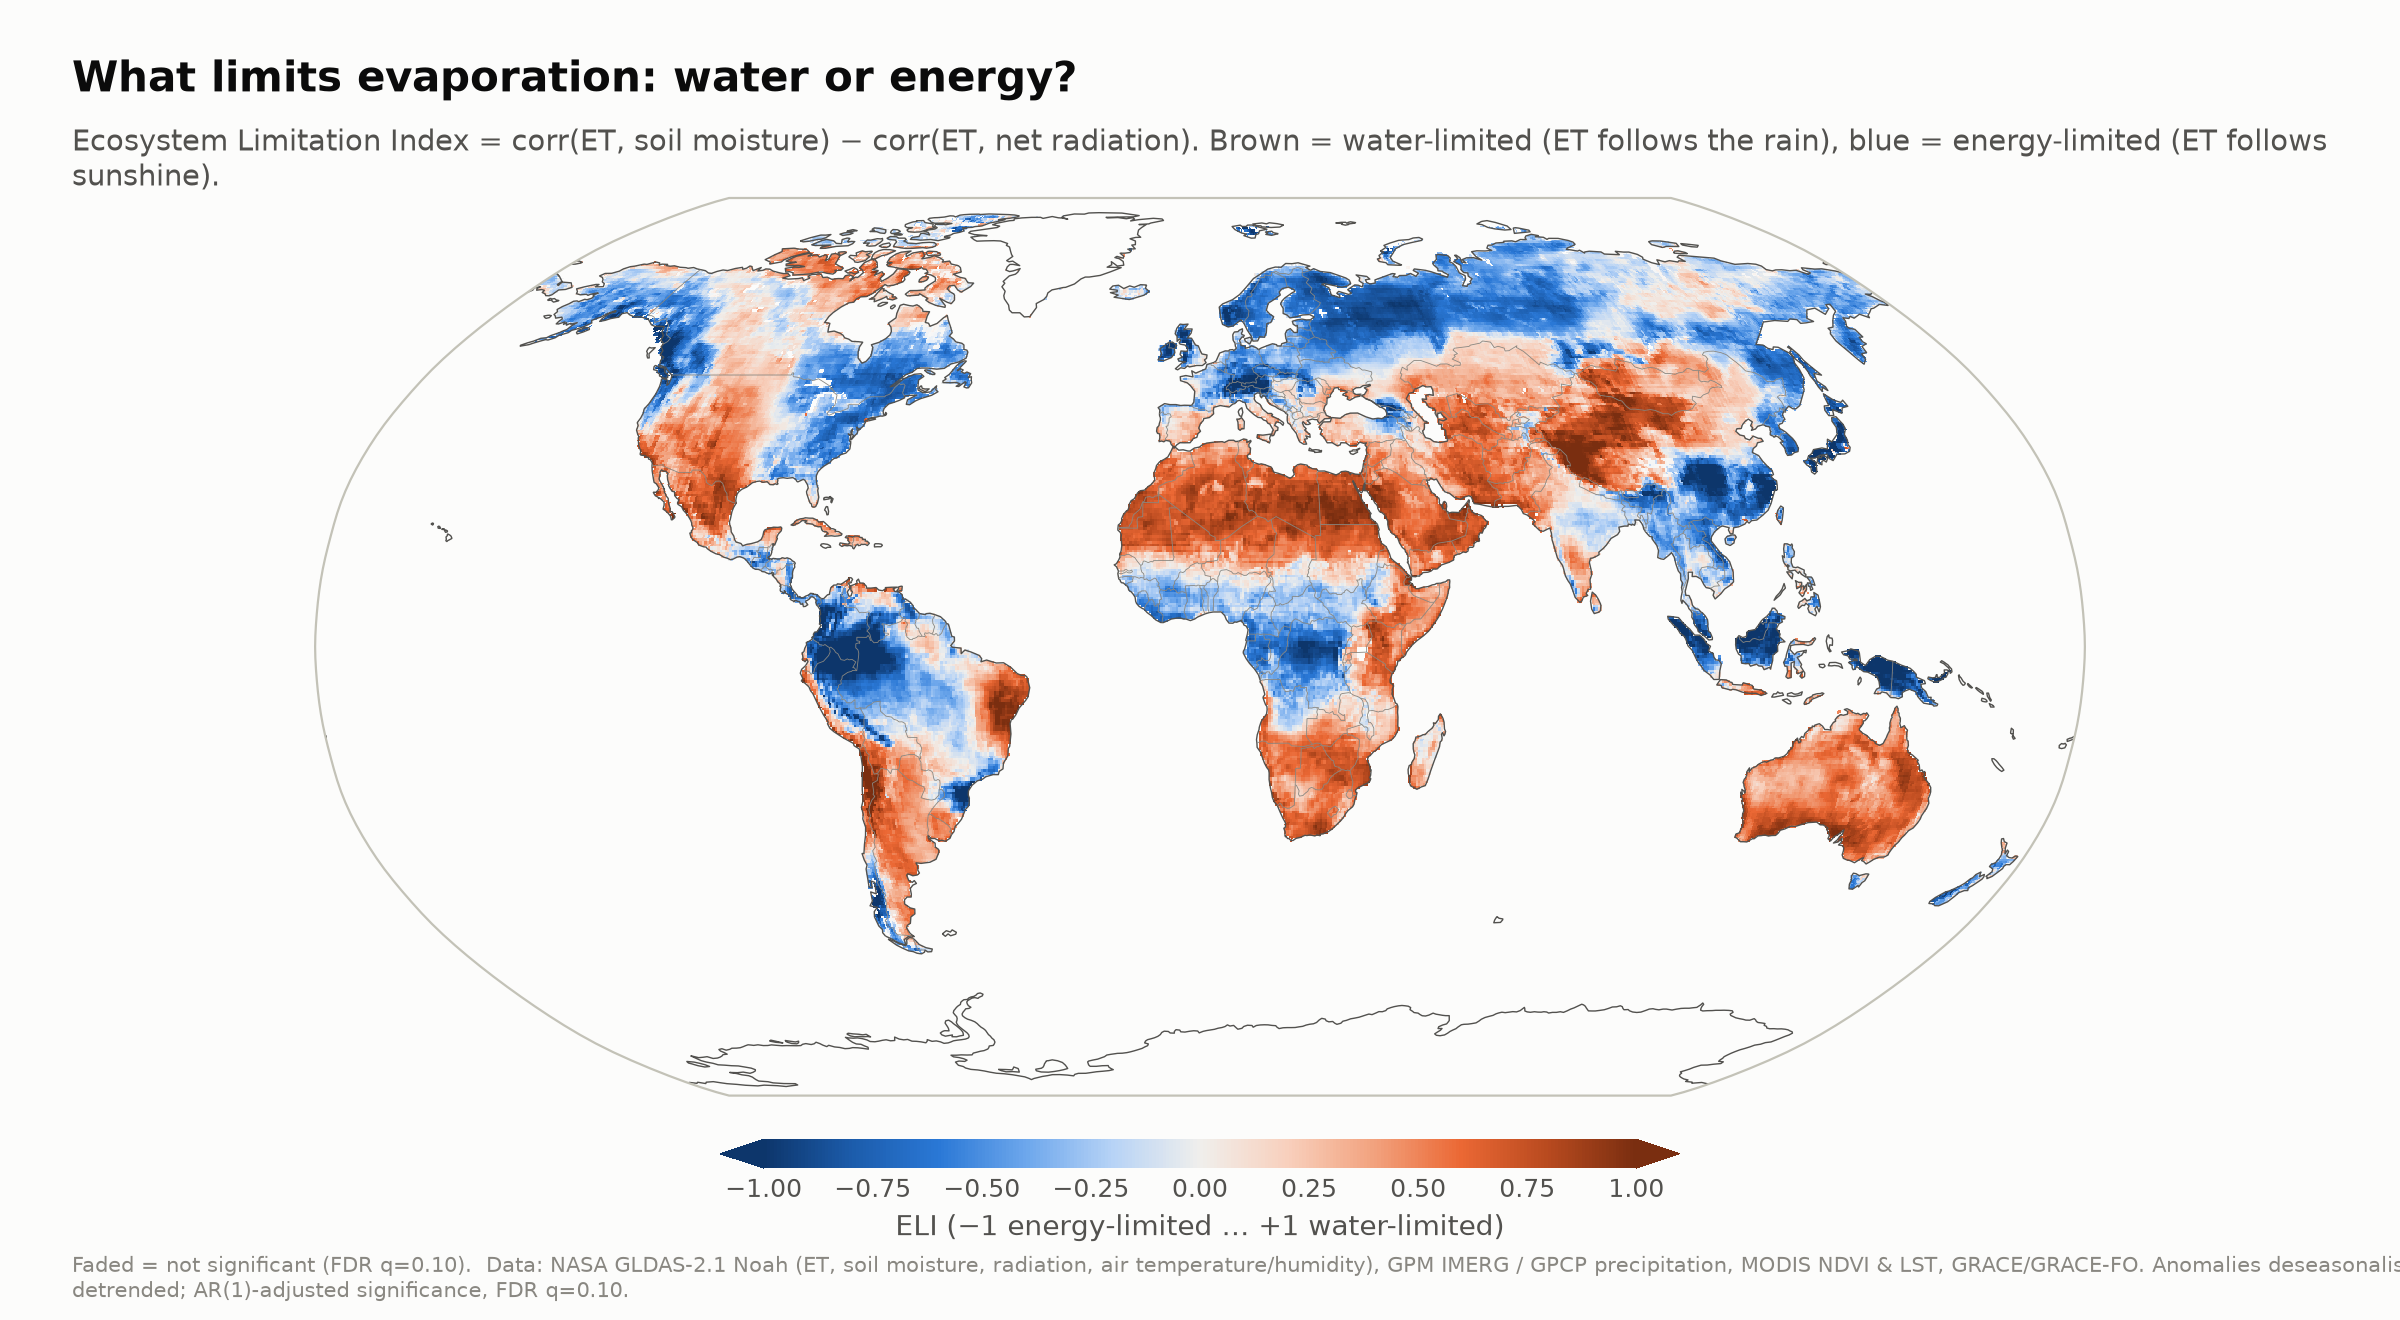 What limits evaporation: water or energy?
Ecosystem Limitation Index = corr(ET, soil moisture) − corr(ET, net radiation). Brown = water-limited (ET follows the rain), blue = energy-limited (ET follows
sunshine).
−1.00 −0.75 −0.50 −0.25 0.00 0.25 0.50 0.75 1.00
ELI (−1 energy-limited ... +1 water-limited)
Faded = not significant (FDR q=0.10).  Data: NASA GLDAS-2.1 Noah (ET, soil moisture, radiation, air temperature/humidity), GPM IMERG / GPCP precipitation, MODIS NDVI & LST, GRACE/GRACE-FO. Anomalies deseasonalis
detrended; AR(1)-adjusted significance, FDR q=0.10.